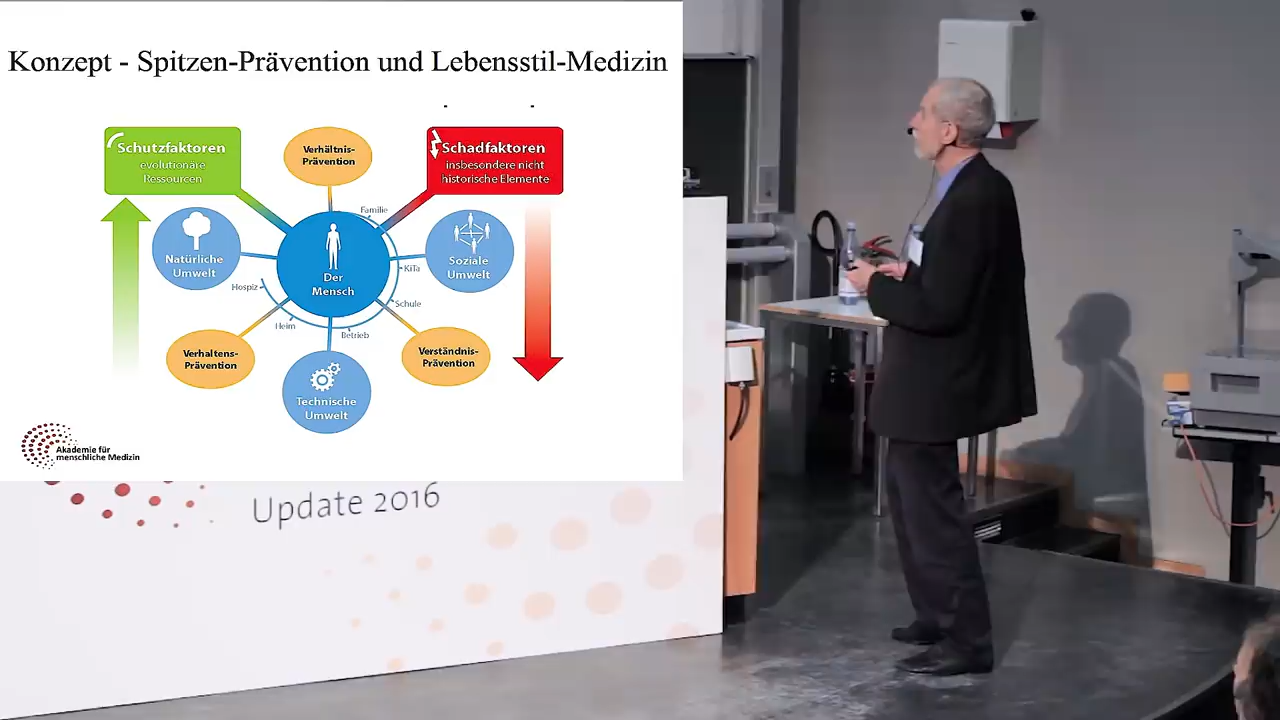 Konzept - Spitzen-Prävention und Lebensstil-Medizin
Schutzfaktoren
evolutionäre
Ressourcen
Verhältnis-
Prävention
Schadfaktoren
insbesondere nicht
historische Elemente
Familie
Natürliche
Umwelt
Der
Mensch
Soziale
Umwelt
KiTa
Hospiz
Schule
Heim
Betrieb
Verhaltens-
Prävention
Verständnis-
Prävention
Technische
Umwelt
Akademie für
menschliche Medizin
Update 2016